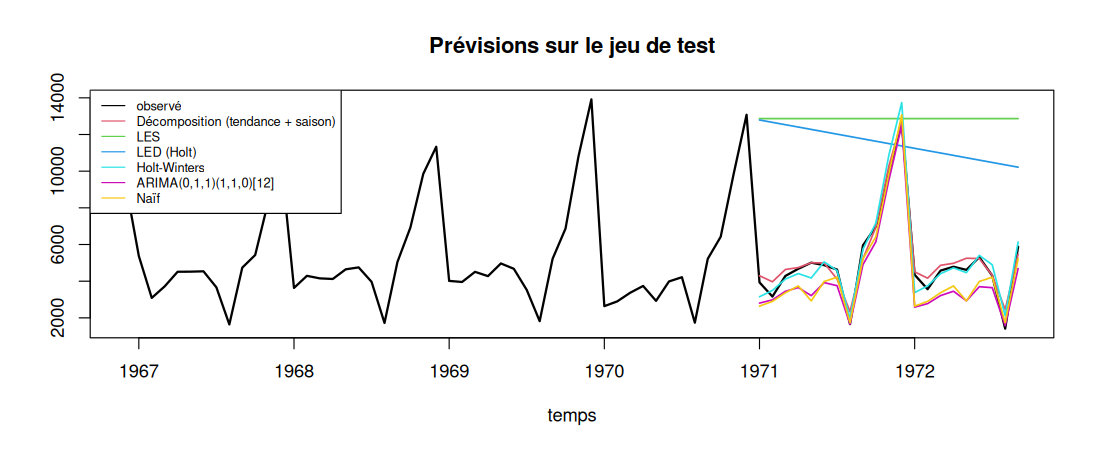 Prévisions sur le jeu de test
14000
10000
6000
2000
observé
Décomposition (tendance + saison)
LES
LED (Holt)
Holt-Winters
ARIMA(0,1,1)(1,1,0)[12]
Naïf
1967 1968 1969 1970 1971 1972
temps